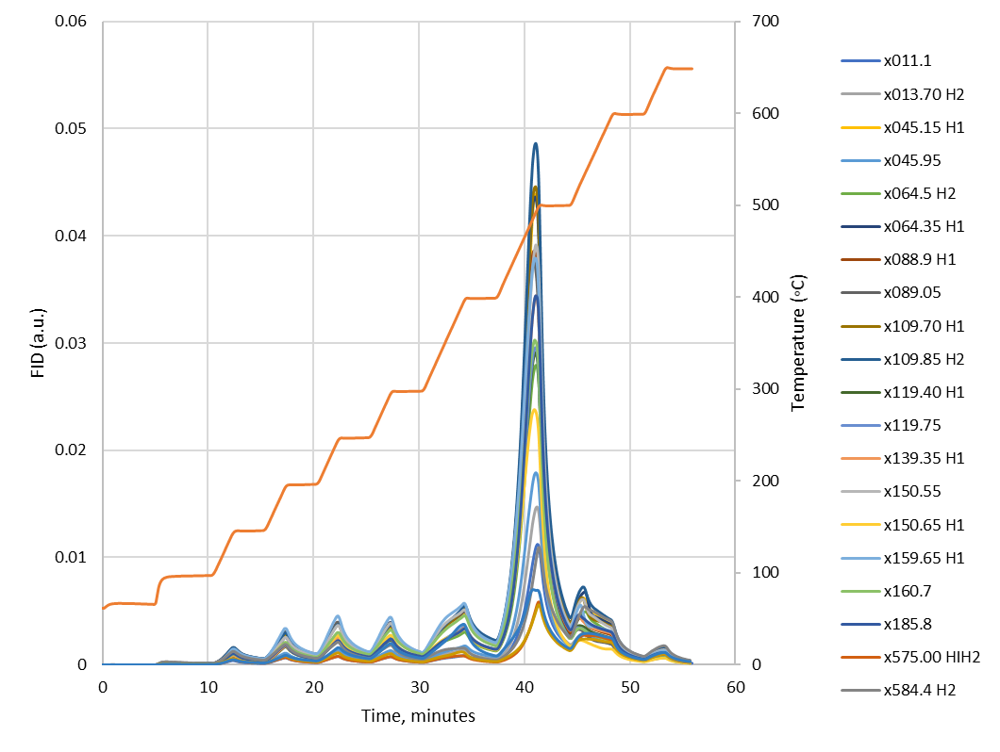 0.06
0.05
0.04
0.03
0.02
0.01
0
FID (a.u.)
0 10 20 30 40 50 60
Time, minutes
700
600
500
400
300
200
100
0
Temperature (°C)
x011.1
x013.70 H2
x045.15 H1
x045.95
x064.5 H2
x064.35 H1
x088.9 H1
x089.05
x109.70 H1
x109.85 H2
x119.40 H1
x119.75
x139.35 H1
x150.55
x150.65 H1
x159.65 H1
x160.7
x185.8
x575.00 HIH2
x584.4 H2